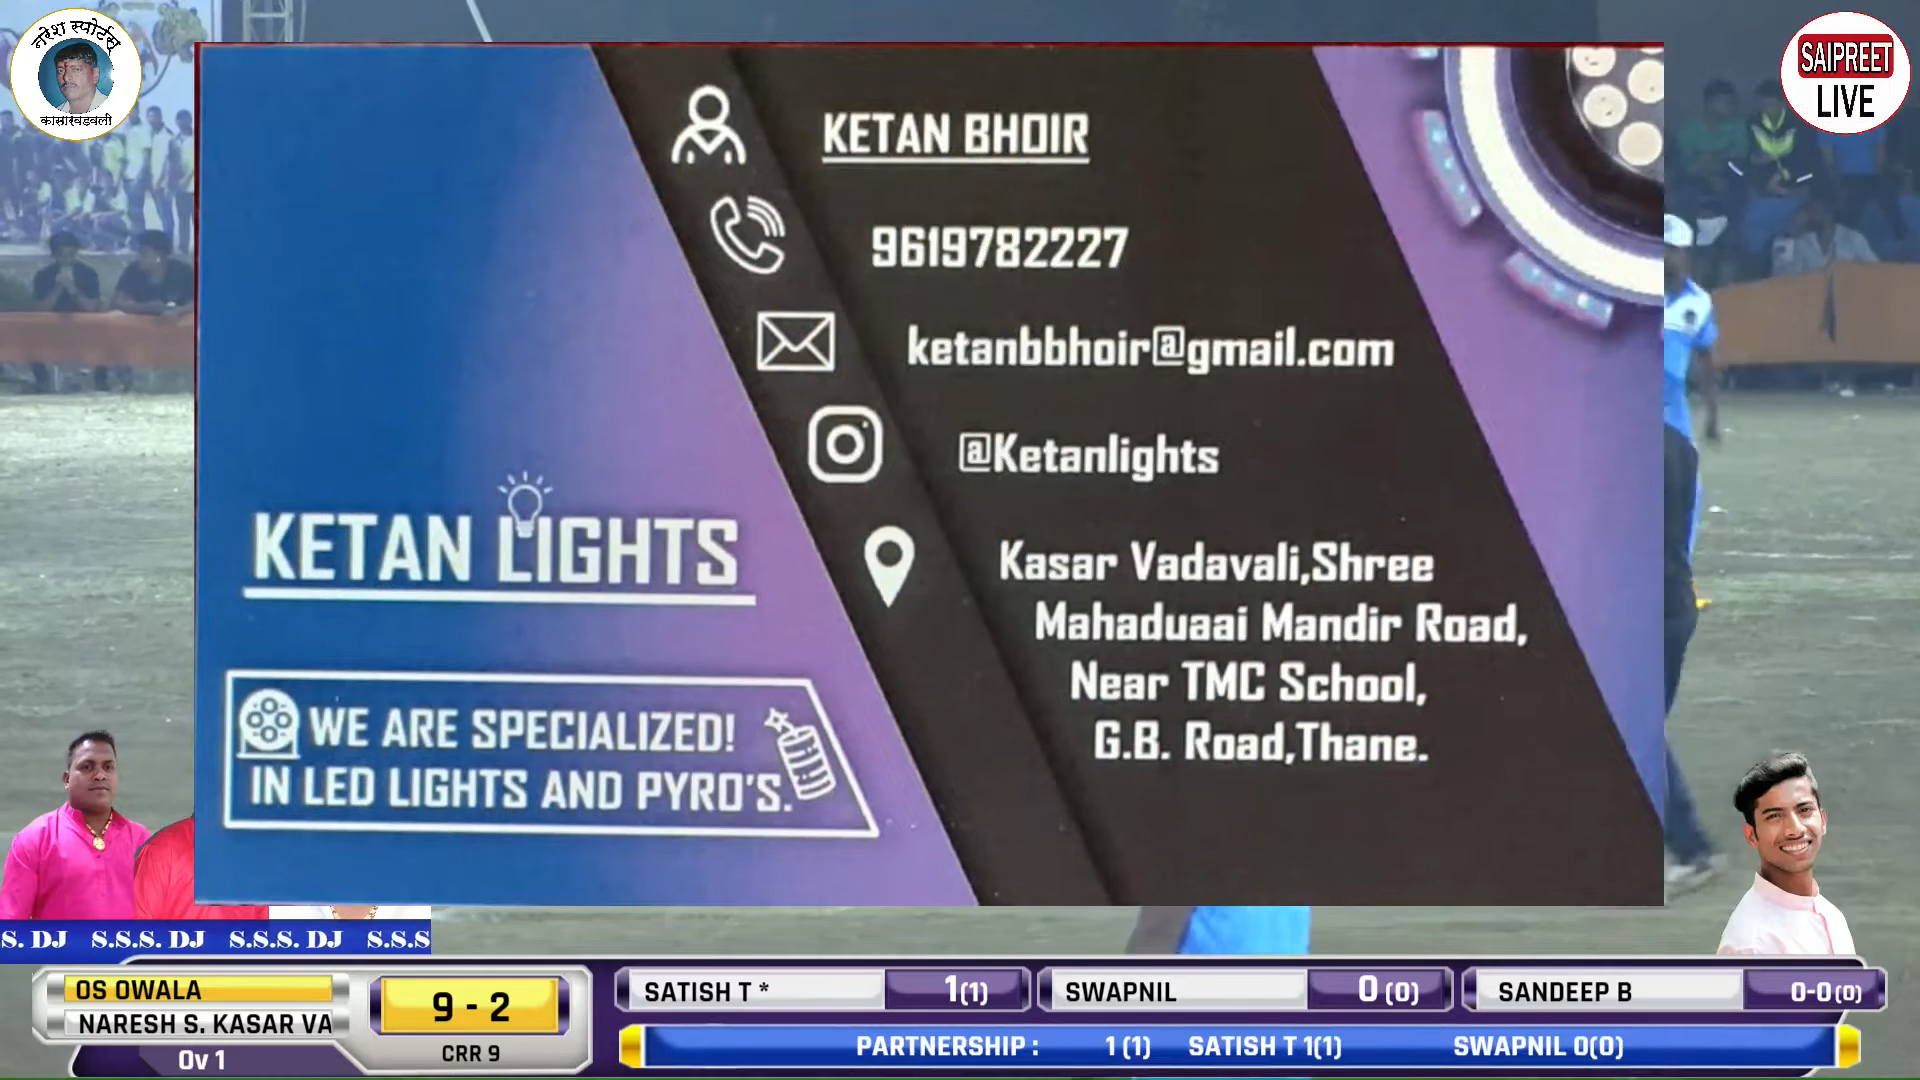 नरेश स्पोर्टस्
कासारवडवली
SAIPREET
LIVE
KETAN BHOIR
9619782227
ketanbbhoir@gmail.com
@Ketanlights
KETAN LIGHTS
Kasar Vadavali,Shree
Mahaduaai Mandir Road,
Near TMC School,
G.B. Road,Thane.
WE ARE SPECIALIZED!
IN LED LIGHTS AND PYRO'S.
S. DJ S.S.S. DJ S.S.S. DJ S.S.S
OS OWALA
NARESH S. KASAR VA
Ov 1
9 - 2
CRR 9
SATISH T * 1(1)
SWAPNIL 0 (0)
SANDEEP B 0-0 (0)
PARTNERSHIP : 1 (1) SATISH T 1(1) SWAPNIL 0(0)